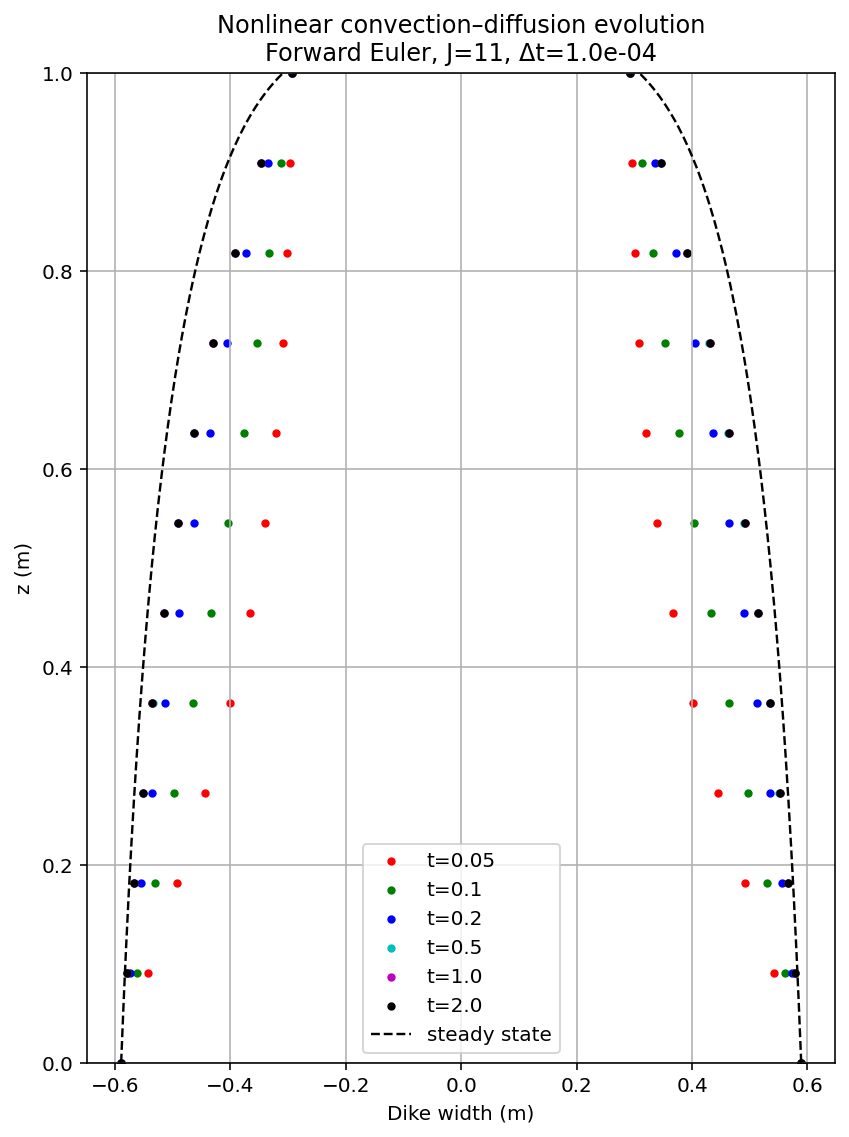 Nonlinear convection–diffusion evolution
Forward Euler, J=11, Δt=1.0e-04
1.0
0.8
0.6
0.4
0.2
0.0
z (m)
t=0.05
t=0.1
t=0.2
t=0.5
t=1.0
t=2.0
steady state
−0.6
−0.4
−0.2
0.0
0.2
0.4
0.6
Dike width (m)